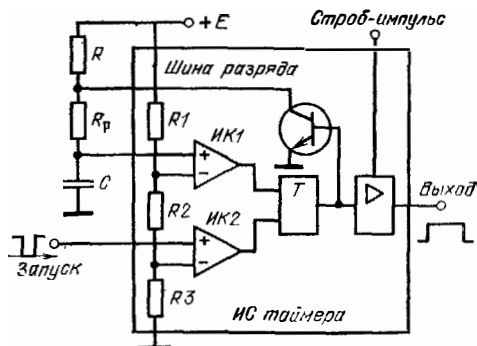 +E
Строб-импульс
R
Шина разряда
Rр
R1
ИК1
+
−
C
R2
ИК2
+
−
T
▷
Выход
Запуск
R3
ИС таймера